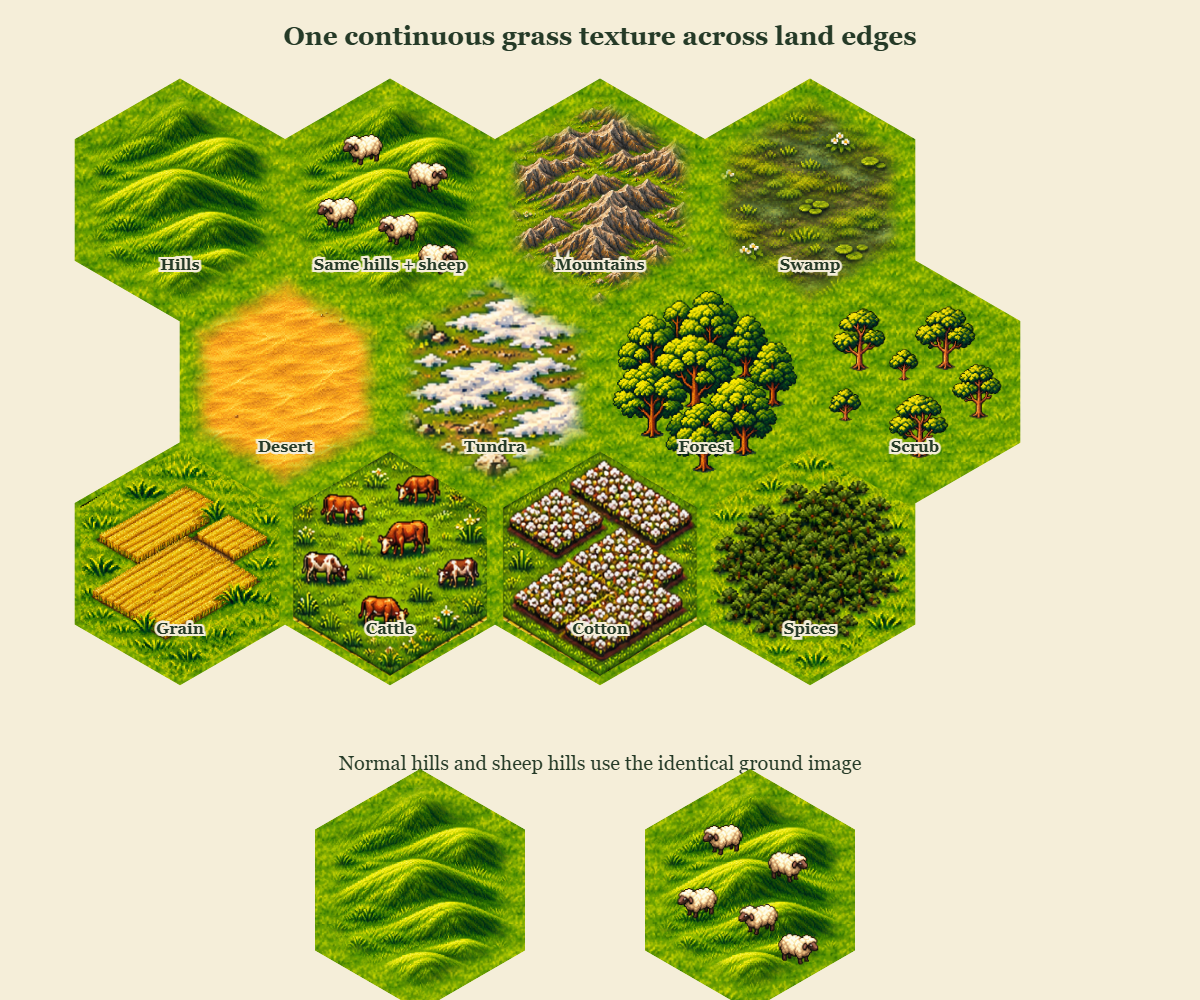 One continuous grass texture across land edges
Hills
Same hills + sheep
Mountains
Swamp
Desert
Tundra
Forest
Scrub
Grain
Cattle
Cotton
Spices
Normal hills and sheep hills use the identical ground image